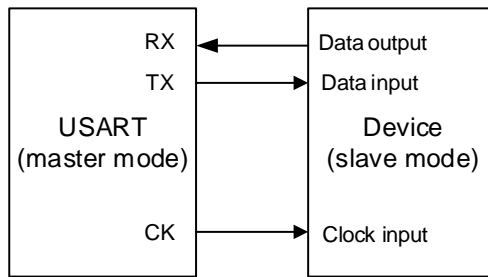 RX
Data output
TX
Data input
USART
(master mode)
Device
(slave mode)
CK
Clock input